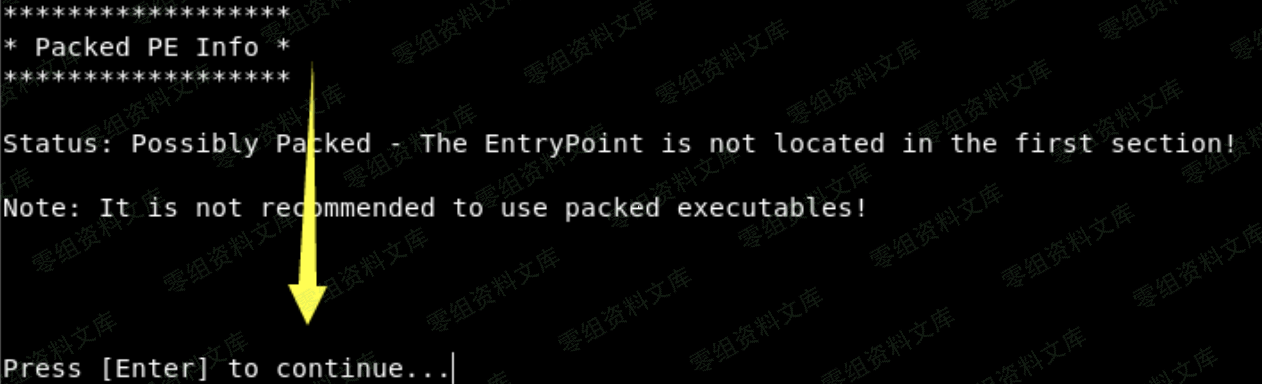 ******************
* Packed PE Info *
******************
Status: Possibly Packed - The EntryPoint is not located in the first section!
Note: It is not recommended to use packed executables!
Press [Enter] to continue...
零组资料文库